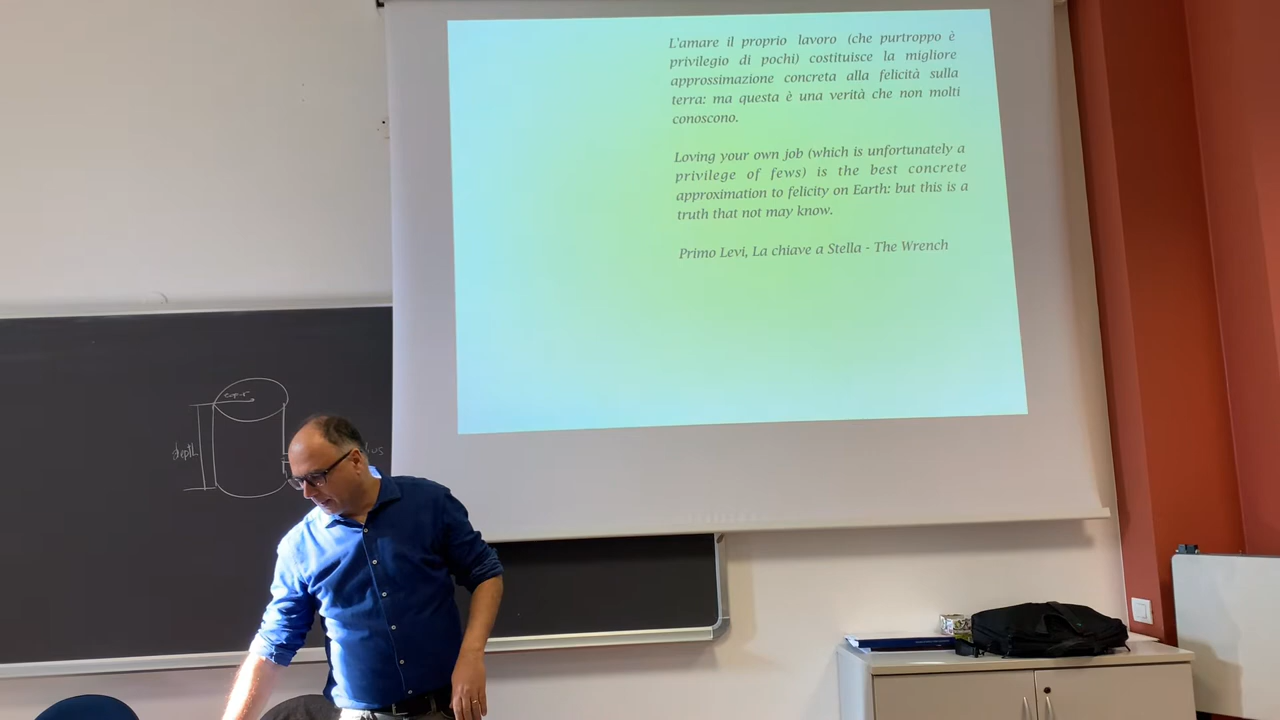 L'amare il proprio lavoro (che purtroppo è
privilegio di pochi) costituisce la migliore
approssimazione concreta alla felicità sulla
terra: ma questa è una verità che non molti
conoscono.
Loving your own job (which is unfortunately a
privilege of fews) is the best concrete
approximation to felicity on Earth: but this is a
truth that not may know.
Primo Levi, La chiave a Stella - The Wrench
depth